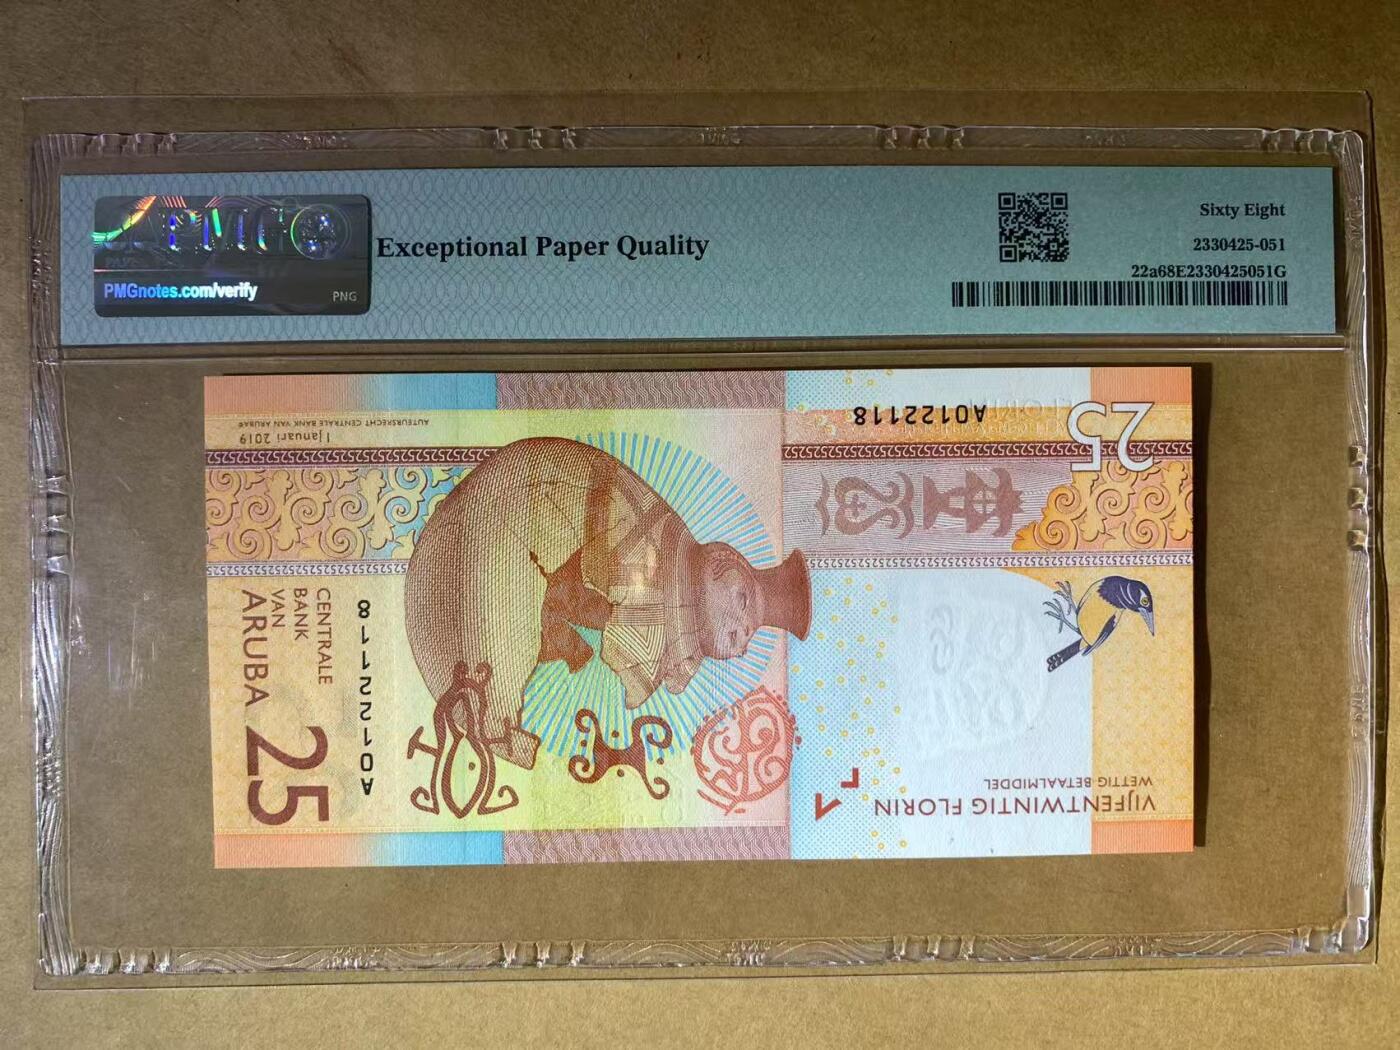 PMG
PMGnotes.com/verify
PNG
Exceptional Paper Quality
Sixty Eight
2330425-051
22a68E2330425051G
A0122118
25
1 januari 2019
AUTEURSRECHT CENTRALE BANK VAN ARUBA©
CENTRALE
BANK
VAN
ARUBA
25
A0122118
VIJFENTWINTIG FLORIN
WETTIG BETAALMIDDEL